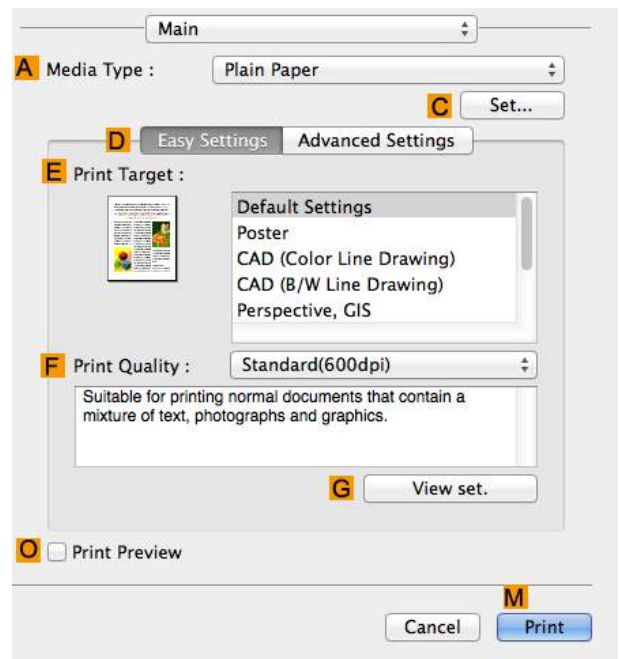 Main
A Media Type : Plain Paper
C Set...
D Easy Settings Advanced Settings
E Print Target :
Default Settings
Poster
CAD (Color Line Drawing)
CAD (B/W Line Drawing)
Perspective, GIS
F Print Quality : Standard(600dpi)
Suitable for printing normal documents that contain a
mixture of text, photographs and graphics.
G View set.
O Print Preview
M
Cancel Print